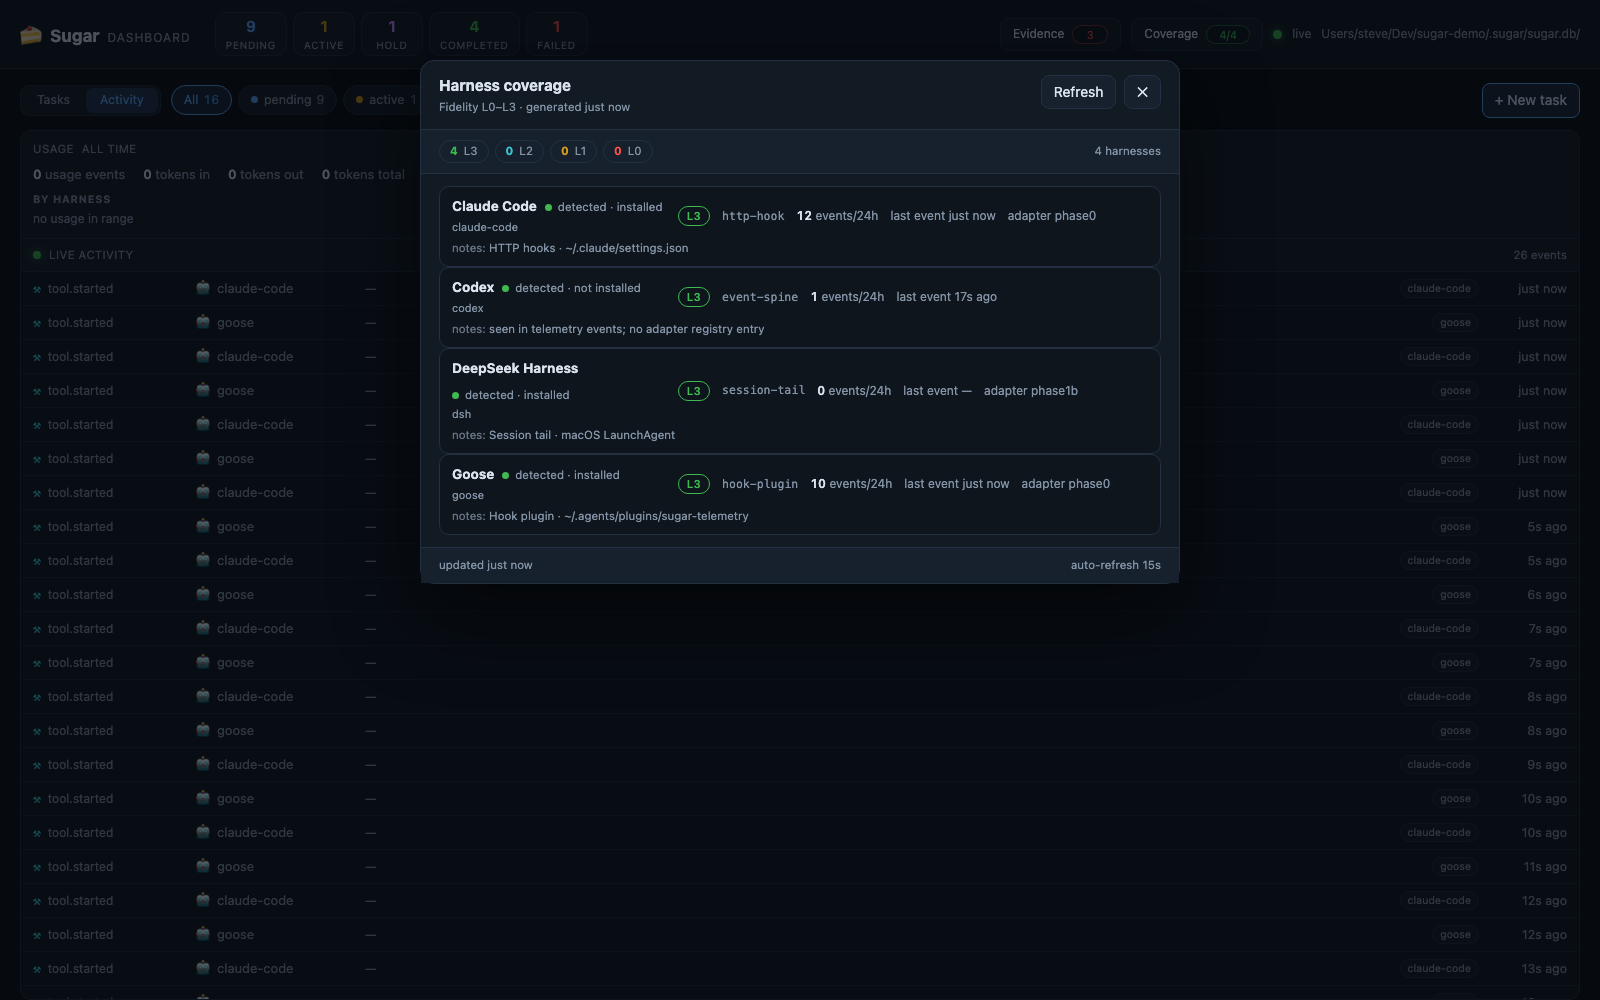 Sugar DASHBOARD
9 PENDING
1 ACTIVE
1 HOLD
4 COMPLETED
1 FAILED
Evidence 3
Coverage 4/4
live Users/steve/Dev/sugar-demo/.sugar/sugar.db/
Tasks Activity All 16 pending 9 active 1
+ New task
Harness coverage
Fidelity L0–L3 · generated just now
Refresh ×
4 L3 0 L2 0 L1 0 L0
4 harnesses
Claude Code detected · installed
claude-code
L3 http-hook 12 events/24h last event just now adapter phase0
notes: HTTP hooks · ~/.claude/settings.json
Codex detected · not installed
codex
L3 event-spine 1 events/24h last event 17s ago
notes: seen in telemetry events; no adapter registry entry
DeepSeek Harness
detected · installed
dsh
L3 session-tail 0 events/24h last event — adapter phase1b
notes: Session tail · macOS LaunchAgent
Goose detected · installed
goose
L3 hook-plugin 10 events/24h last event just now adapter phase0
notes: Hook plugin · ~/.agents/plugins/sugar-telemetry
updated just now
auto-refresh 15s
USAGE ALL TIME
0 usage events 0 tokens in 0 tokens out 0 tokens total
BY HARNESS
no usage in range
LIVE ACTIVITY 26 events
tool.started claude-code — claude-code just now
tool.started goose — goose just now
tool.started claude-code — claude-code just now
tool.started goose — goose just now
tool.started claude-code — claude-code just now
tool.started goose — goose just now
tool.started claude-code — claude-code just now
tool.started goose — goose 5s ago
tool.started claude-code — claude-code 5s ago
tool.started goose — goose 6s ago
tool.started claude-code — claude-code 7s ago
tool.started goose — goose 7s ago
tool.started claude-code — claude-code 8s ago
tool.started goose — goose 8s ago
tool.started claude-code — claude-code 9s ago
tool.started goose — goose 10s ago
tool.started claude-code — claude-code 10s ago
tool.started goose — goose 11s ago
tool.started claude-code — claude-code 12s ago
tool.started goose — goose 12s ago
tool.started claude-code — claude-code 13s ago